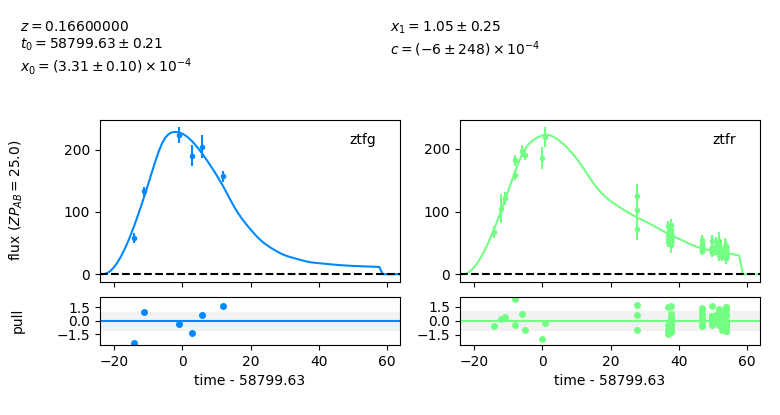 z = 0.16600000
t₀ = 58799.63 ± 0.21
x₀ = (3.31 ± 0.10) × 10⁻⁴
x₁ = 1.05 ± 0.25
c = (−6 ± 248) × 10⁻⁴
flux (ZP_AB = 25.0)
200
100
0
ztfg
200
100
0
ztfr
pull
1.5
0.0
−1.5
−20 0 20 40 60
time - 58799.63
1.5
0.0
−1.5
−20 0 20 40 60
time - 58799.63